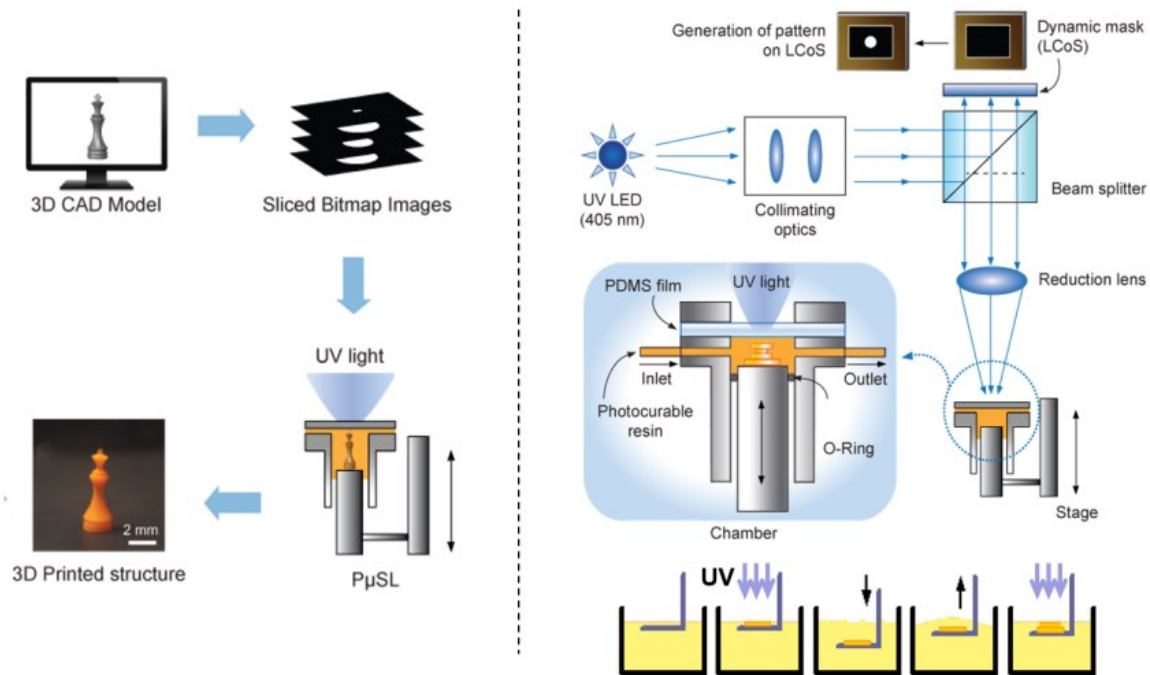 3D CAD Model
Sliced Bitmap Images
UV light
2 mm
3D Printed structure
PµSL
Generation of pattern
on LCoS
Dynamic mask
(LCoS)
UV LED
(405 nm)
Collimating
optics
Beam splitter
Reduction lens
PDMS film
UV light
Inlet
Outlet
Photocurable
resin
O-Ring
Chamber
Stage
UV